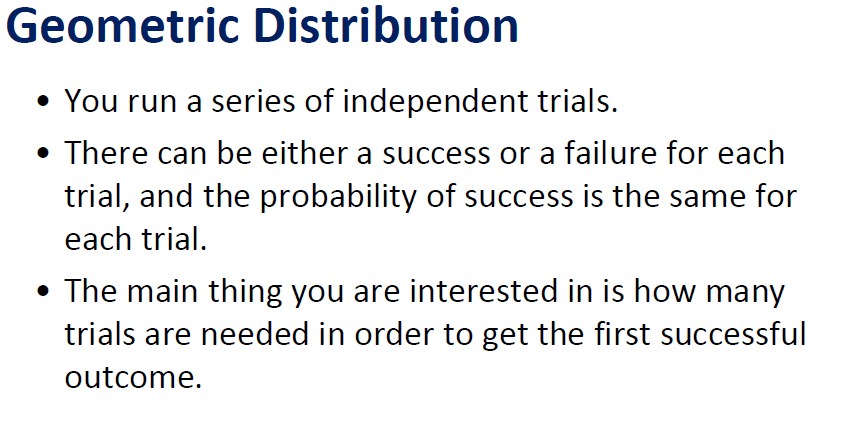 Geometric Distribution
• You run a series of independent trials.
• There can be either a success or a failure for each
trial, and the probability of success is the same for
each trial.
• The main thing you are interested in is how many
trials are needed in order to get the first successful
outcome.